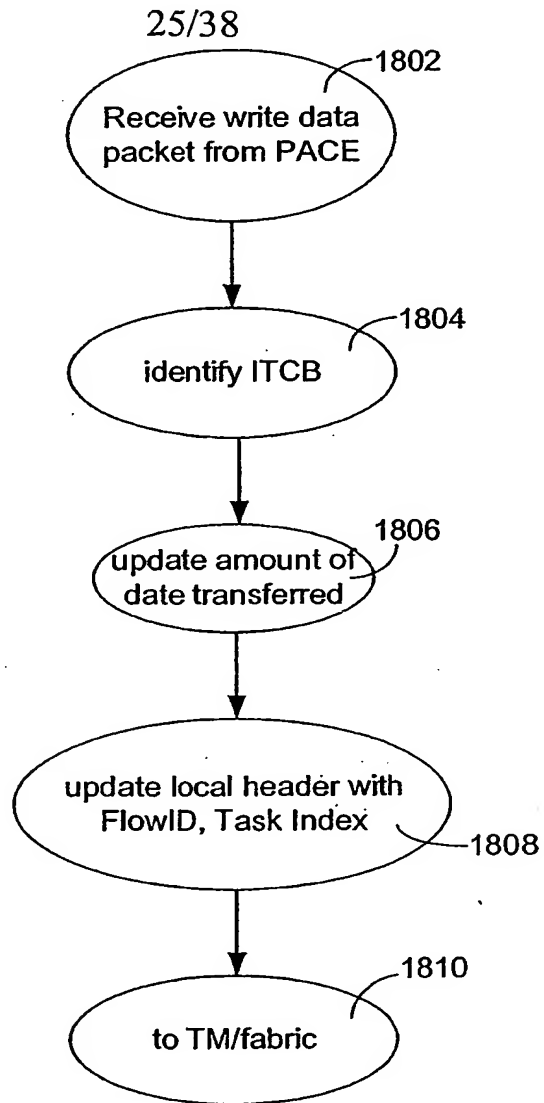 25/38
1802
Receive write data
packet from PACE
1804
identify ITCB
1806
update amount of
date transferred
update local header with
FlowID, Task Index
1808
1810
to TM/fabric